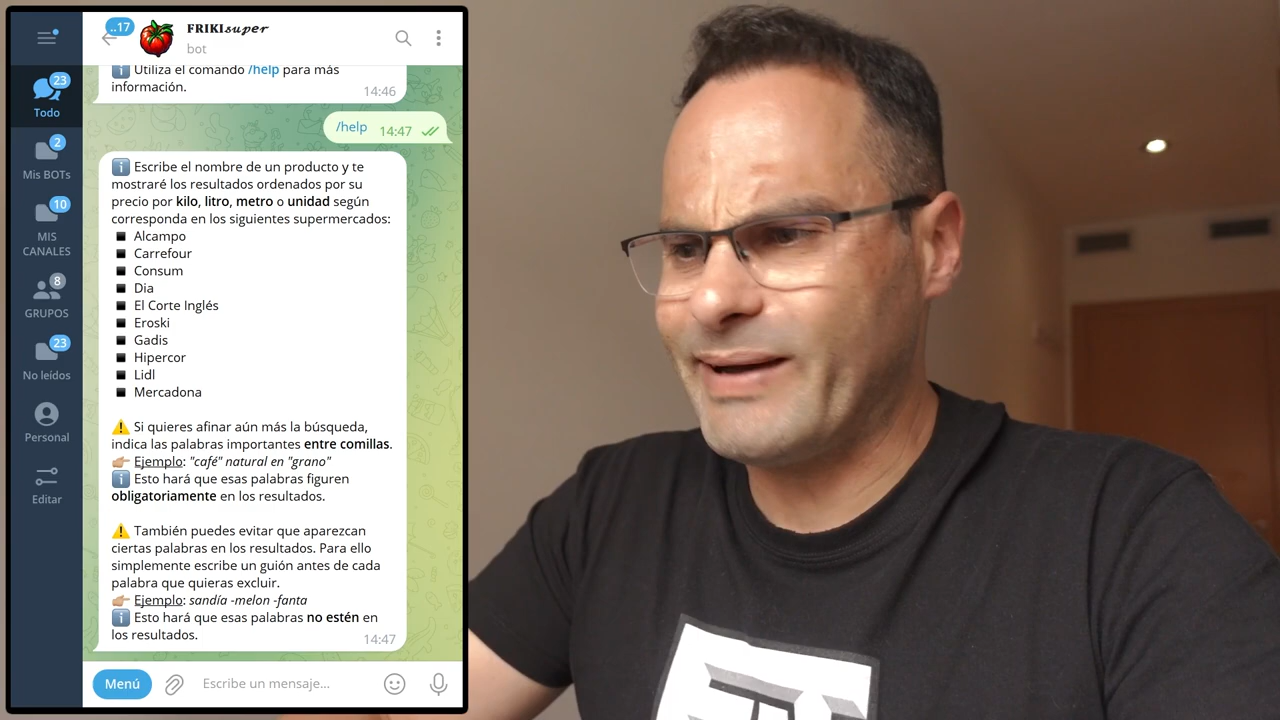 ..17
FRIKIsuper
bot
23
Todo
2
Mis BOTs
10
MIS
CANALES
8
GRUPOS
23
No leídos
Personal
Editar
Utiliza el comando /help para más
información.
14:46
/help 14:47
Escribe el nombre de un producto y te
mostraré los resultados ordenados por su
precio por kilo, litro, metro o unidad según
corresponda en los siguientes supermercados:
Alcampo
Carrefour
Consum
Dia
El Corte Inglés
Eroski
Gadis
Hipercor
Lidl
Mercadona
Si quieres afinar aún más la búsqueda,
indica las palabras importantes entre comillas.
Ejemplo: "café" natural en "grano"
Esto hará que esas palabras figuren
obligatoriamente en los resultados.
También puedes evitar que aparezcan
ciertas palabras en los resultados. Para ello
simplemente escribe un guión antes de cada
palabra que quieras excluir.
Ejemplo: sandía -melon -fanta
Esto hará que esas palabras no estén en
los resultados.
14:47
Menú
Escribe un mensaje...